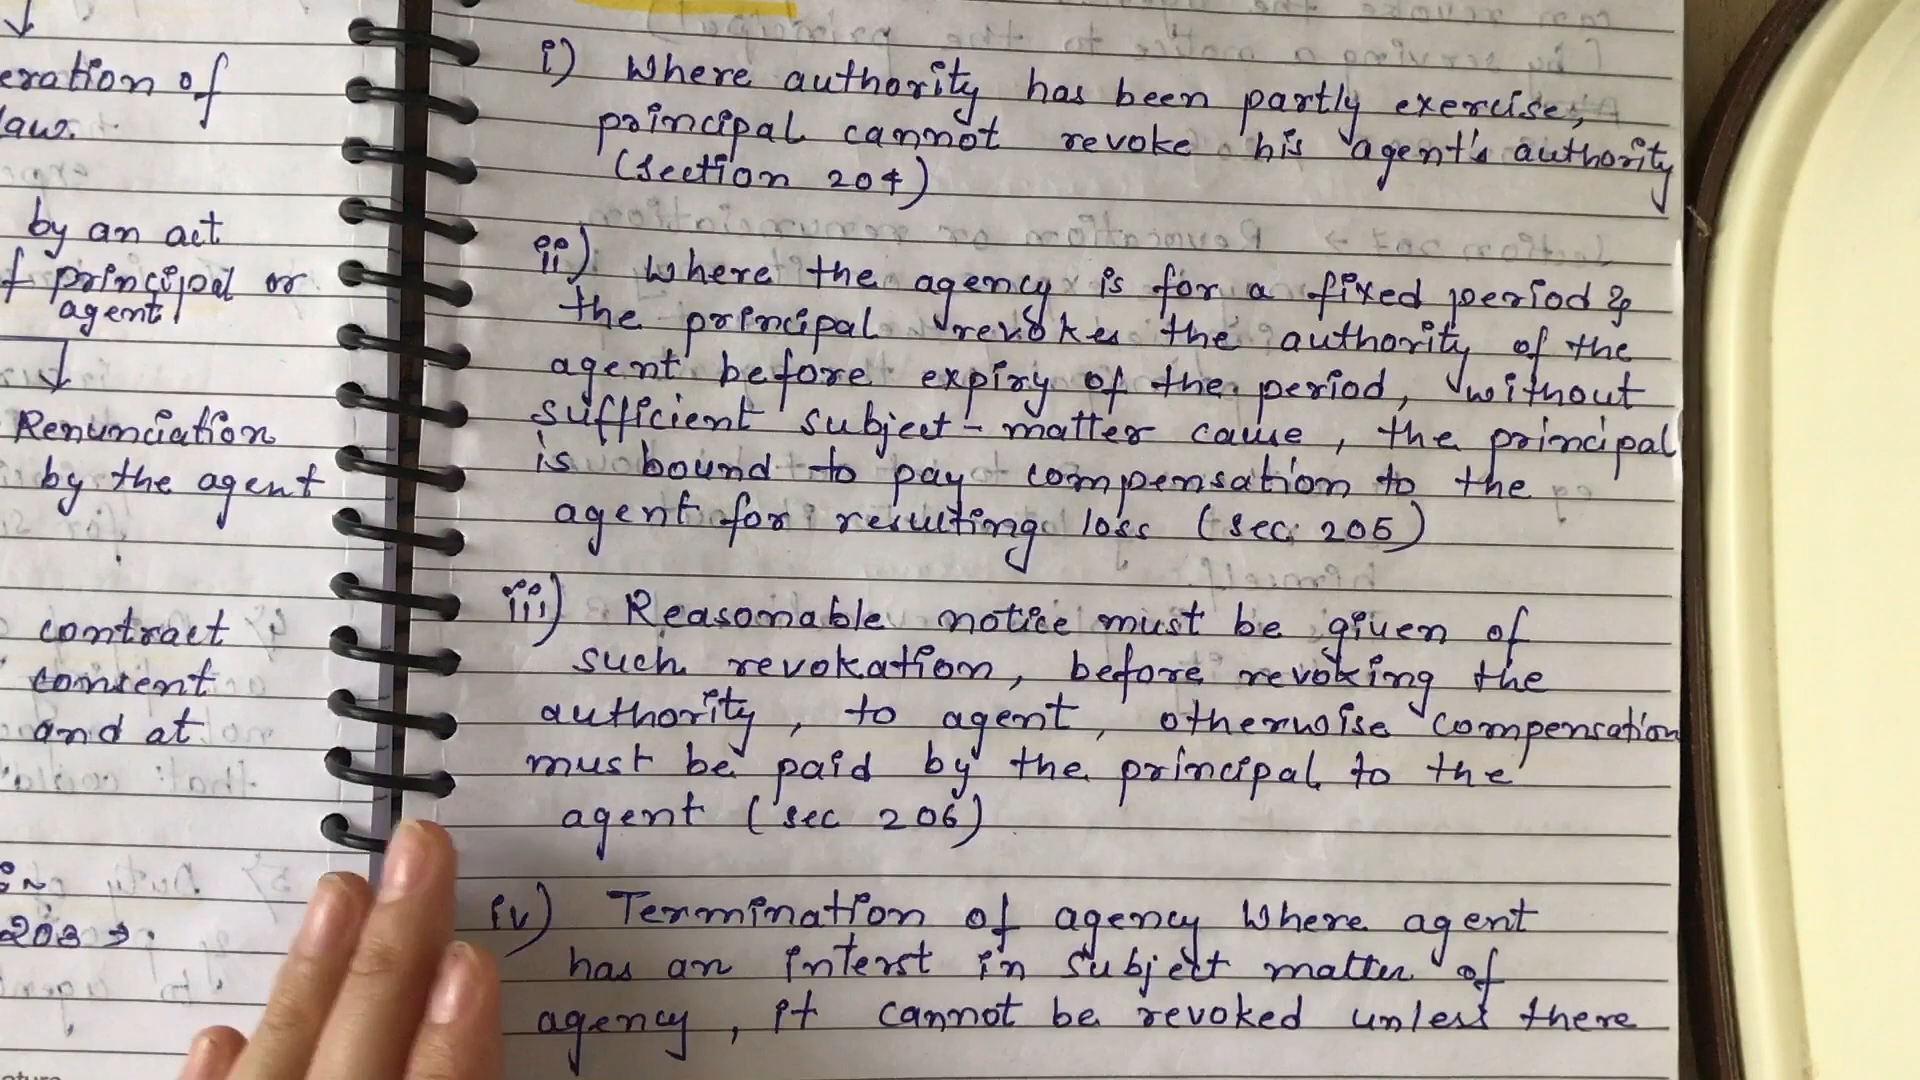 eration of
law.
by an act
f principal or
agent
Renunciation
by the agent
contract
consent
and at
203 →
i) Where authority has been partly exercise,
principal cannot revoke his agent's authority
(Section 204)
ii) Where the agency is for a fixed period &
the principal revokes the authority of the
agent before expiry of the period, without
sufficient subject-matter cause, the principal
is bound to pay compensation to the
agent for resulting loss (sec. 205)
iii) Reasonable notice must be given of
such revokation, before revoking the
authority, to agent, otherwise compensation
must be paid by the principal to the
agent (sec 206)
iv) Termination of agency where agent
has an interst in subject matter of
agency, it cannot be revoked unless there